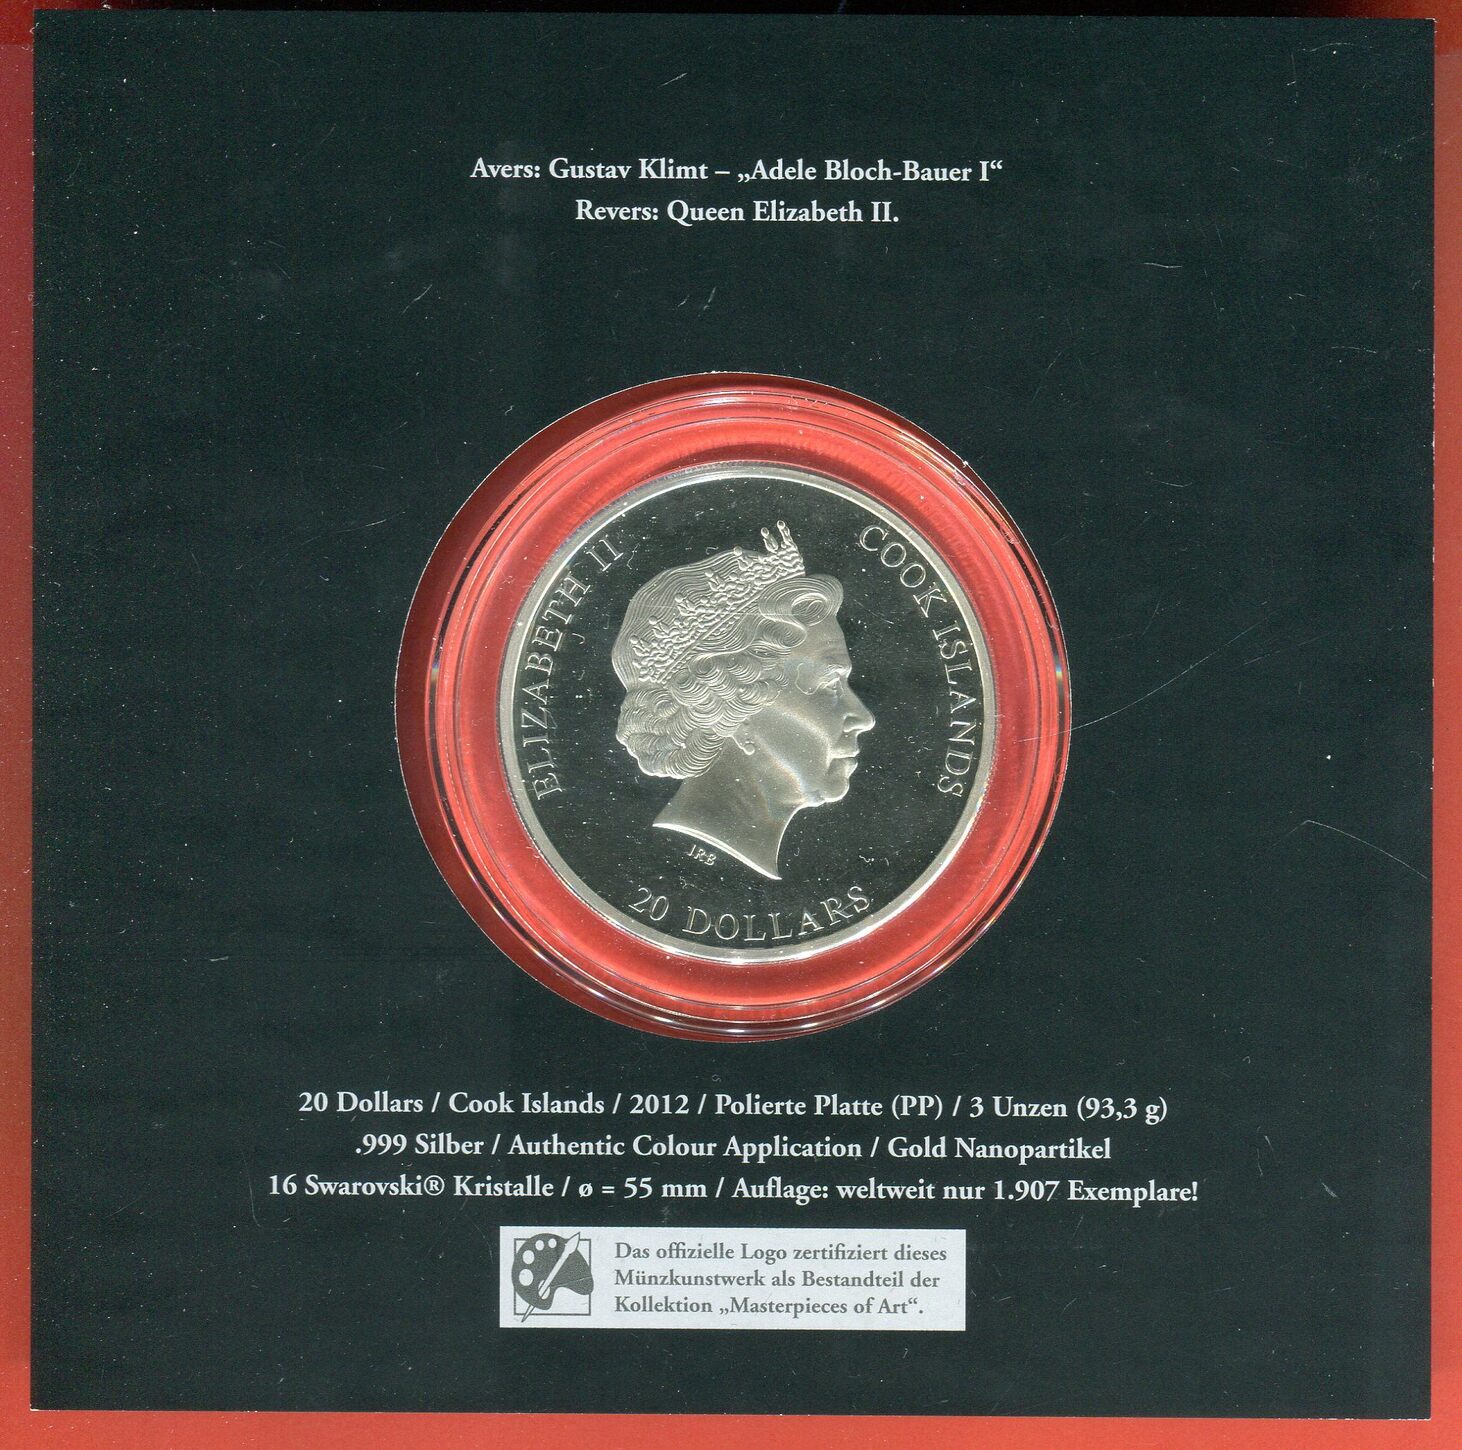 Avers: Gustav Klimt – „Adele Bloch-Bauer I“
Revers: Queen Elizabeth II.
ELIZABETH II
COOK ISLANDS
IRB
20 DOLLARS
20 Dollars / Cook Islands / 2012 / Polierte Platte (PP) / 3 Unzen (93,3 g)
.999 Silber / Authentic Colour Application / Gold Nanopartikel
16 Swarovski® Kristalle / ø = 55 mm / Auflage: weltweit nur 1.907 Exemplare!
Das offizielle Logo zertifiziert dieses
Münzkunstwerk als Bestandteil der
Kollektion „Masterpieces of Art“.